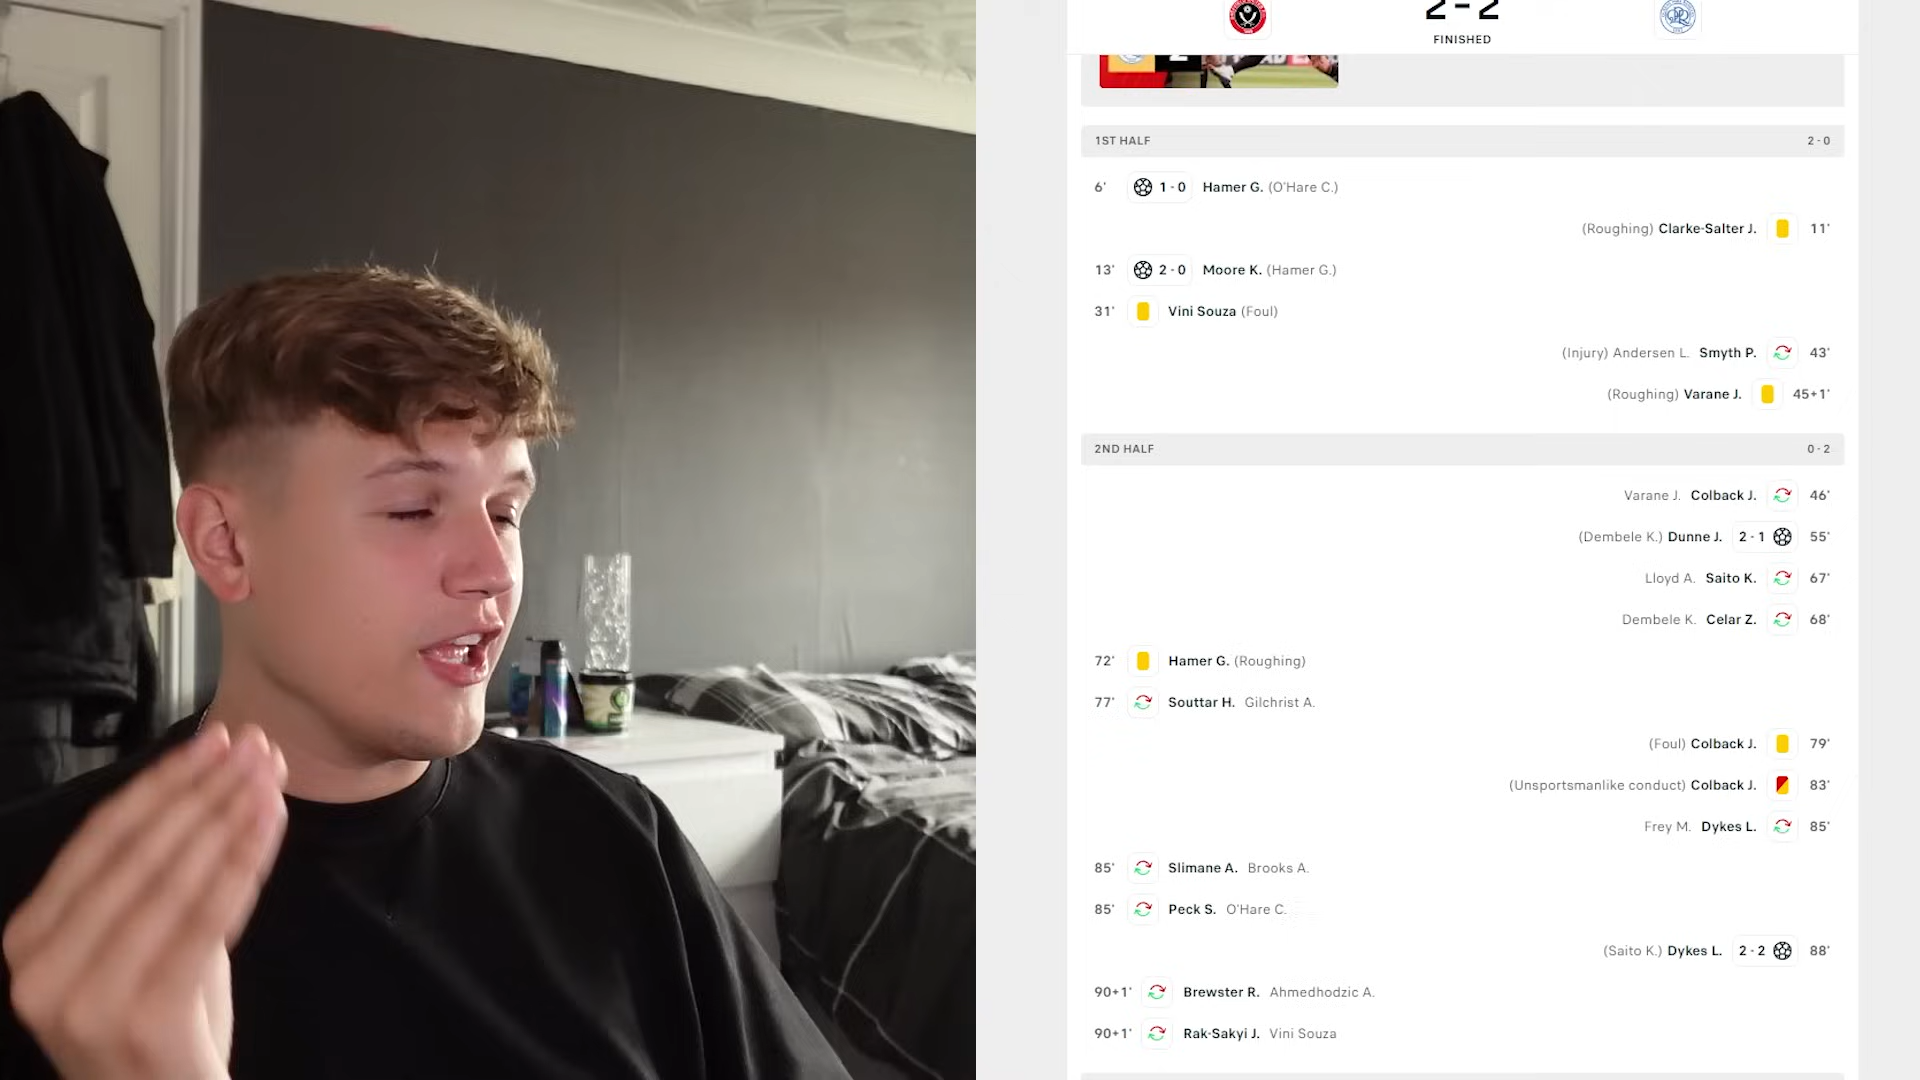 2-2
FINISHED
1ST HALF 2 - 0
6' 1 - 0 Hamer G. (O'Hare C.)
(Roughing) Clarke-Salter J. 11'
13' 2 - 0 Moore K. (Hamer G.)
31' Vini Souza (Foul)
(Injury) Andersen L. Smyth P. 43'
(Roughing) Varane J. 45+1'
2ND HALF 0 - 2
Varane J. Colback J. 46'
(Dembele K.) Dunne J. 2 - 1 55'
Lloyd A. Saito K. 67'
Dembele K. Celar Z. 68'
72' Hamer G. (Roughing)
77' Souttar H. Gilchrist A.
(Foul) Colback J. 79'
(Unsportsmanlike conduct) Colback J. 83'
Frey M. Dykes L. 85'
85' Slimane A. Brooks A.
85' Peck S. O'Hare C.
(Saito K.) Dykes L. 2 - 2 88'
90+1' Brewster R. Ahmedhodzic A.
90+1' Rak-Sakyi J. Vini Souza